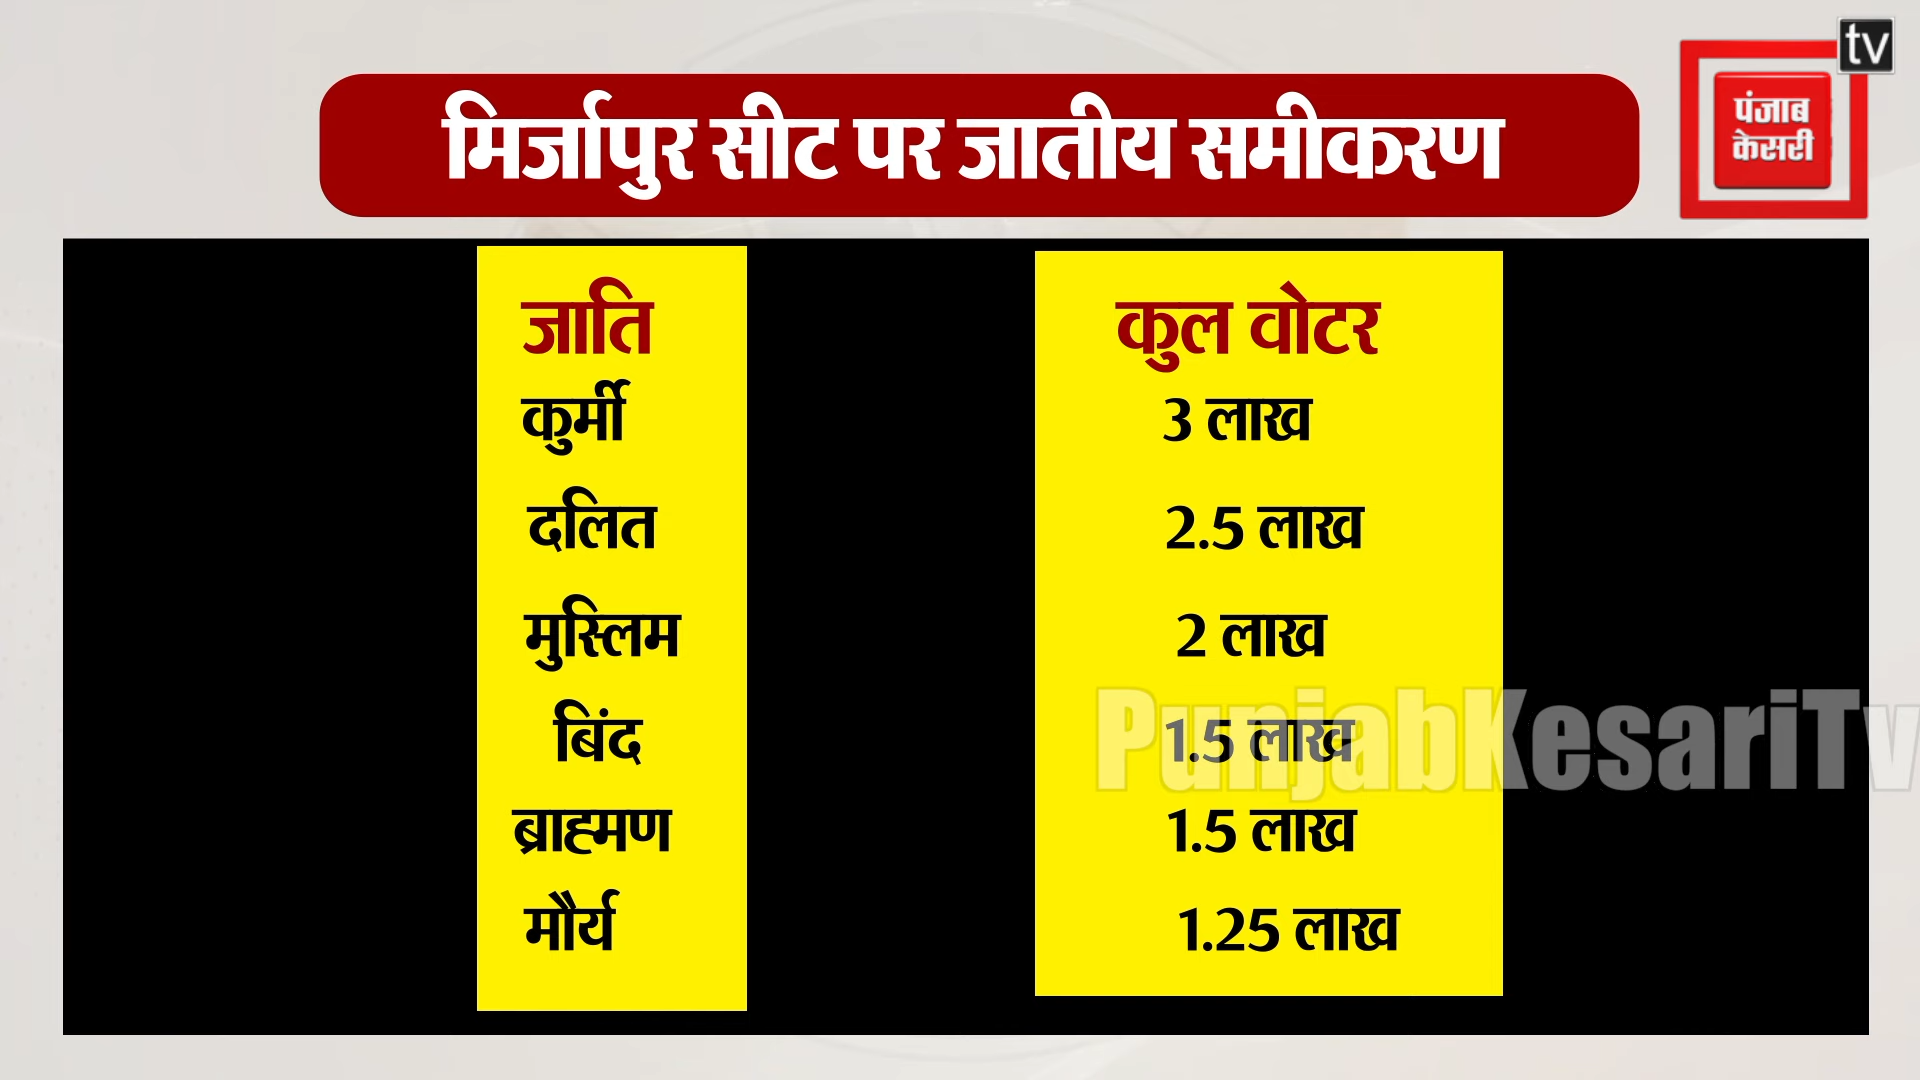 tv
मिर्जापुर सीट पर जातीय समीकरण
पंजाब
केसरी
जाति कुल वोटर
कुर्मी 3 लाख
दलित 2.5 लाख
मुस्लिम 2 लाख
बिंद 1.5 लाख
PunjabKesariTv
ब्राह्मण 1.5 लाख
मौर्य 1.25 लाख